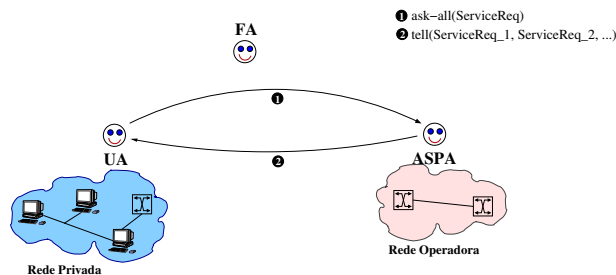 FA
❶ ask−all(ServiceReq)
❷ tell(ServiceReq_1, ServiceReq_2, ...)
❶
❷
UA
ASPA
Rede Privada
Rede Operadora